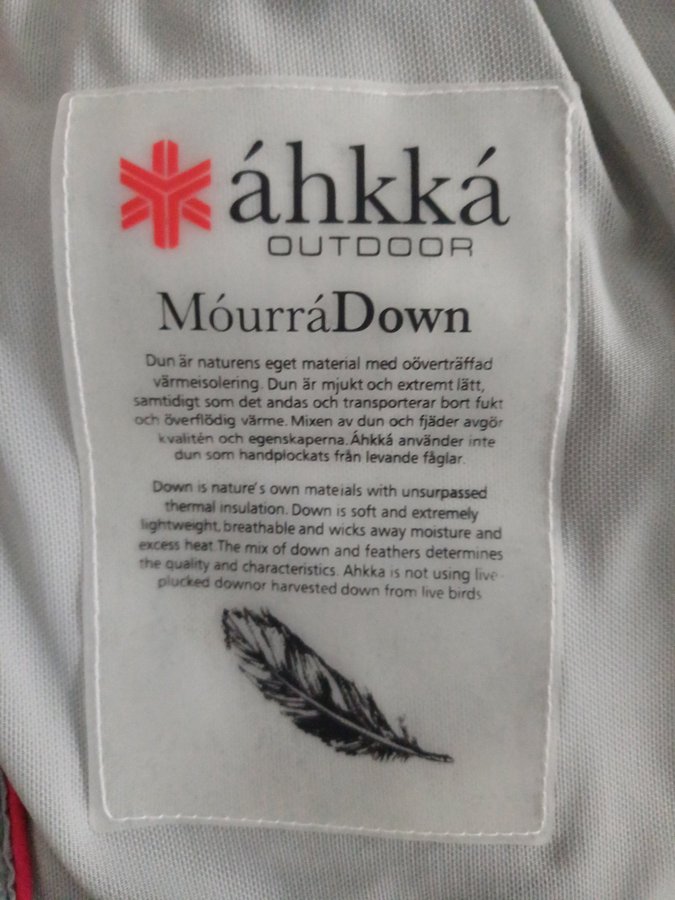 áhkká
OUTDOOR
MóurráDown
Dun är naturens eget material med oöverträffad
värmeisolering. Dun är mjukt och extremt lätt,
samtidigt som det andas och transporterar bort fukt
och överflödig värme. Mixen av dun och fjäder avgör
kvalitén och egenskaperna. Áhkká använder inte
dun som handplockats från levande fåglar.
Down is nature's own mateials with unsurpassed
thermal insulation. Down is soft and extremely
lightweight, breathable and wicks away moisture and
excess heat. The mix of down and feathers determines
the quality and characteristics. Ahkka is not using live-
plucked downor harvested down from live birds